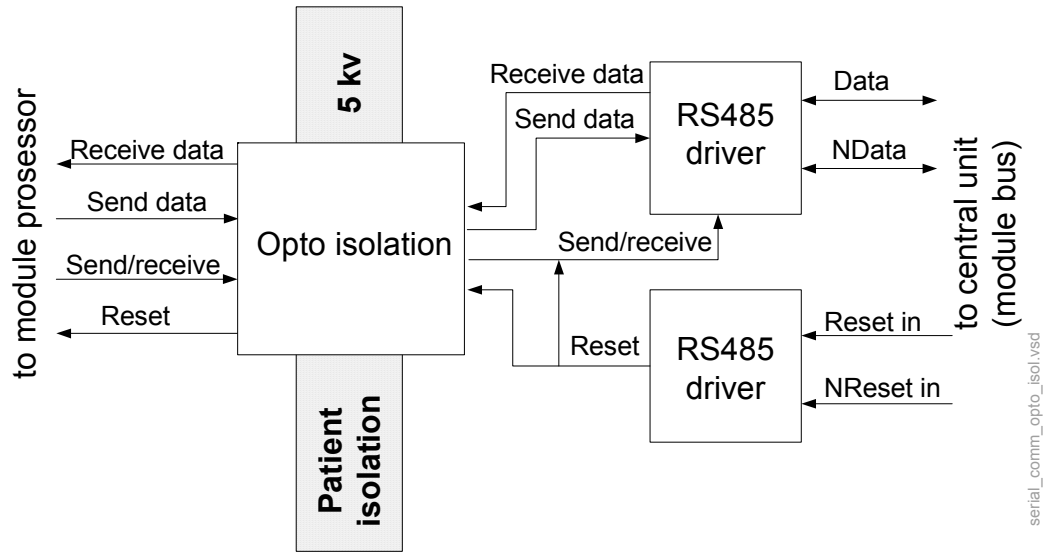 to module prosessor
Receive data
Send data
Send/receive
Reset
5 kv
Opto isolation
Patient
isolation
Receive data
Send data
Send/receive
Reset
RS485
driver
RS485
driver
Data
NData
Reset in
NReset in
to central unit
(module bus)
serial_comm_opto_isol.vsd